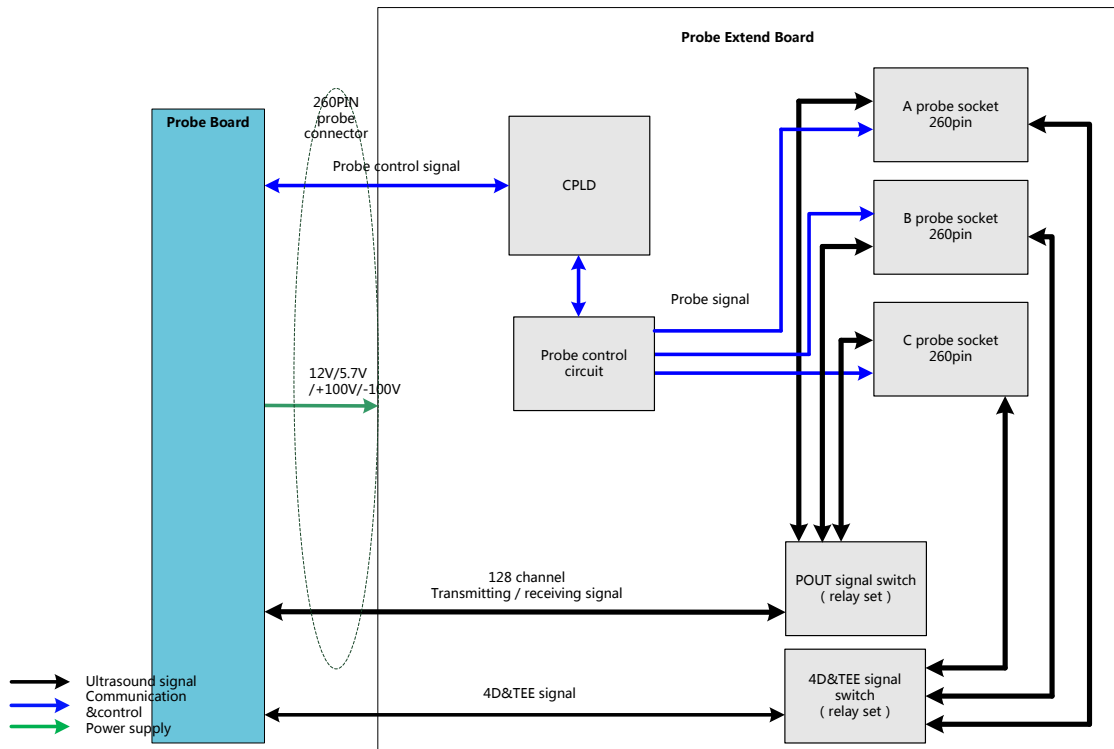 Probe Extend Board
260PIN
probe
connector
Probe Board
A probe socket
260pin
Probe control signal
CPLD
B probe socket
260pin
Probe signal
Probe control
circuit
C probe socket
260pin
12V/5.7V
/+100V/-100V
128 channel
Transmitting / receiving signal
POUT signal switch
( relay set )
4D&TEE signal
4D&TEE signal
switch
( relay set )
Ultrasound signal
Communication
&control
Power supply